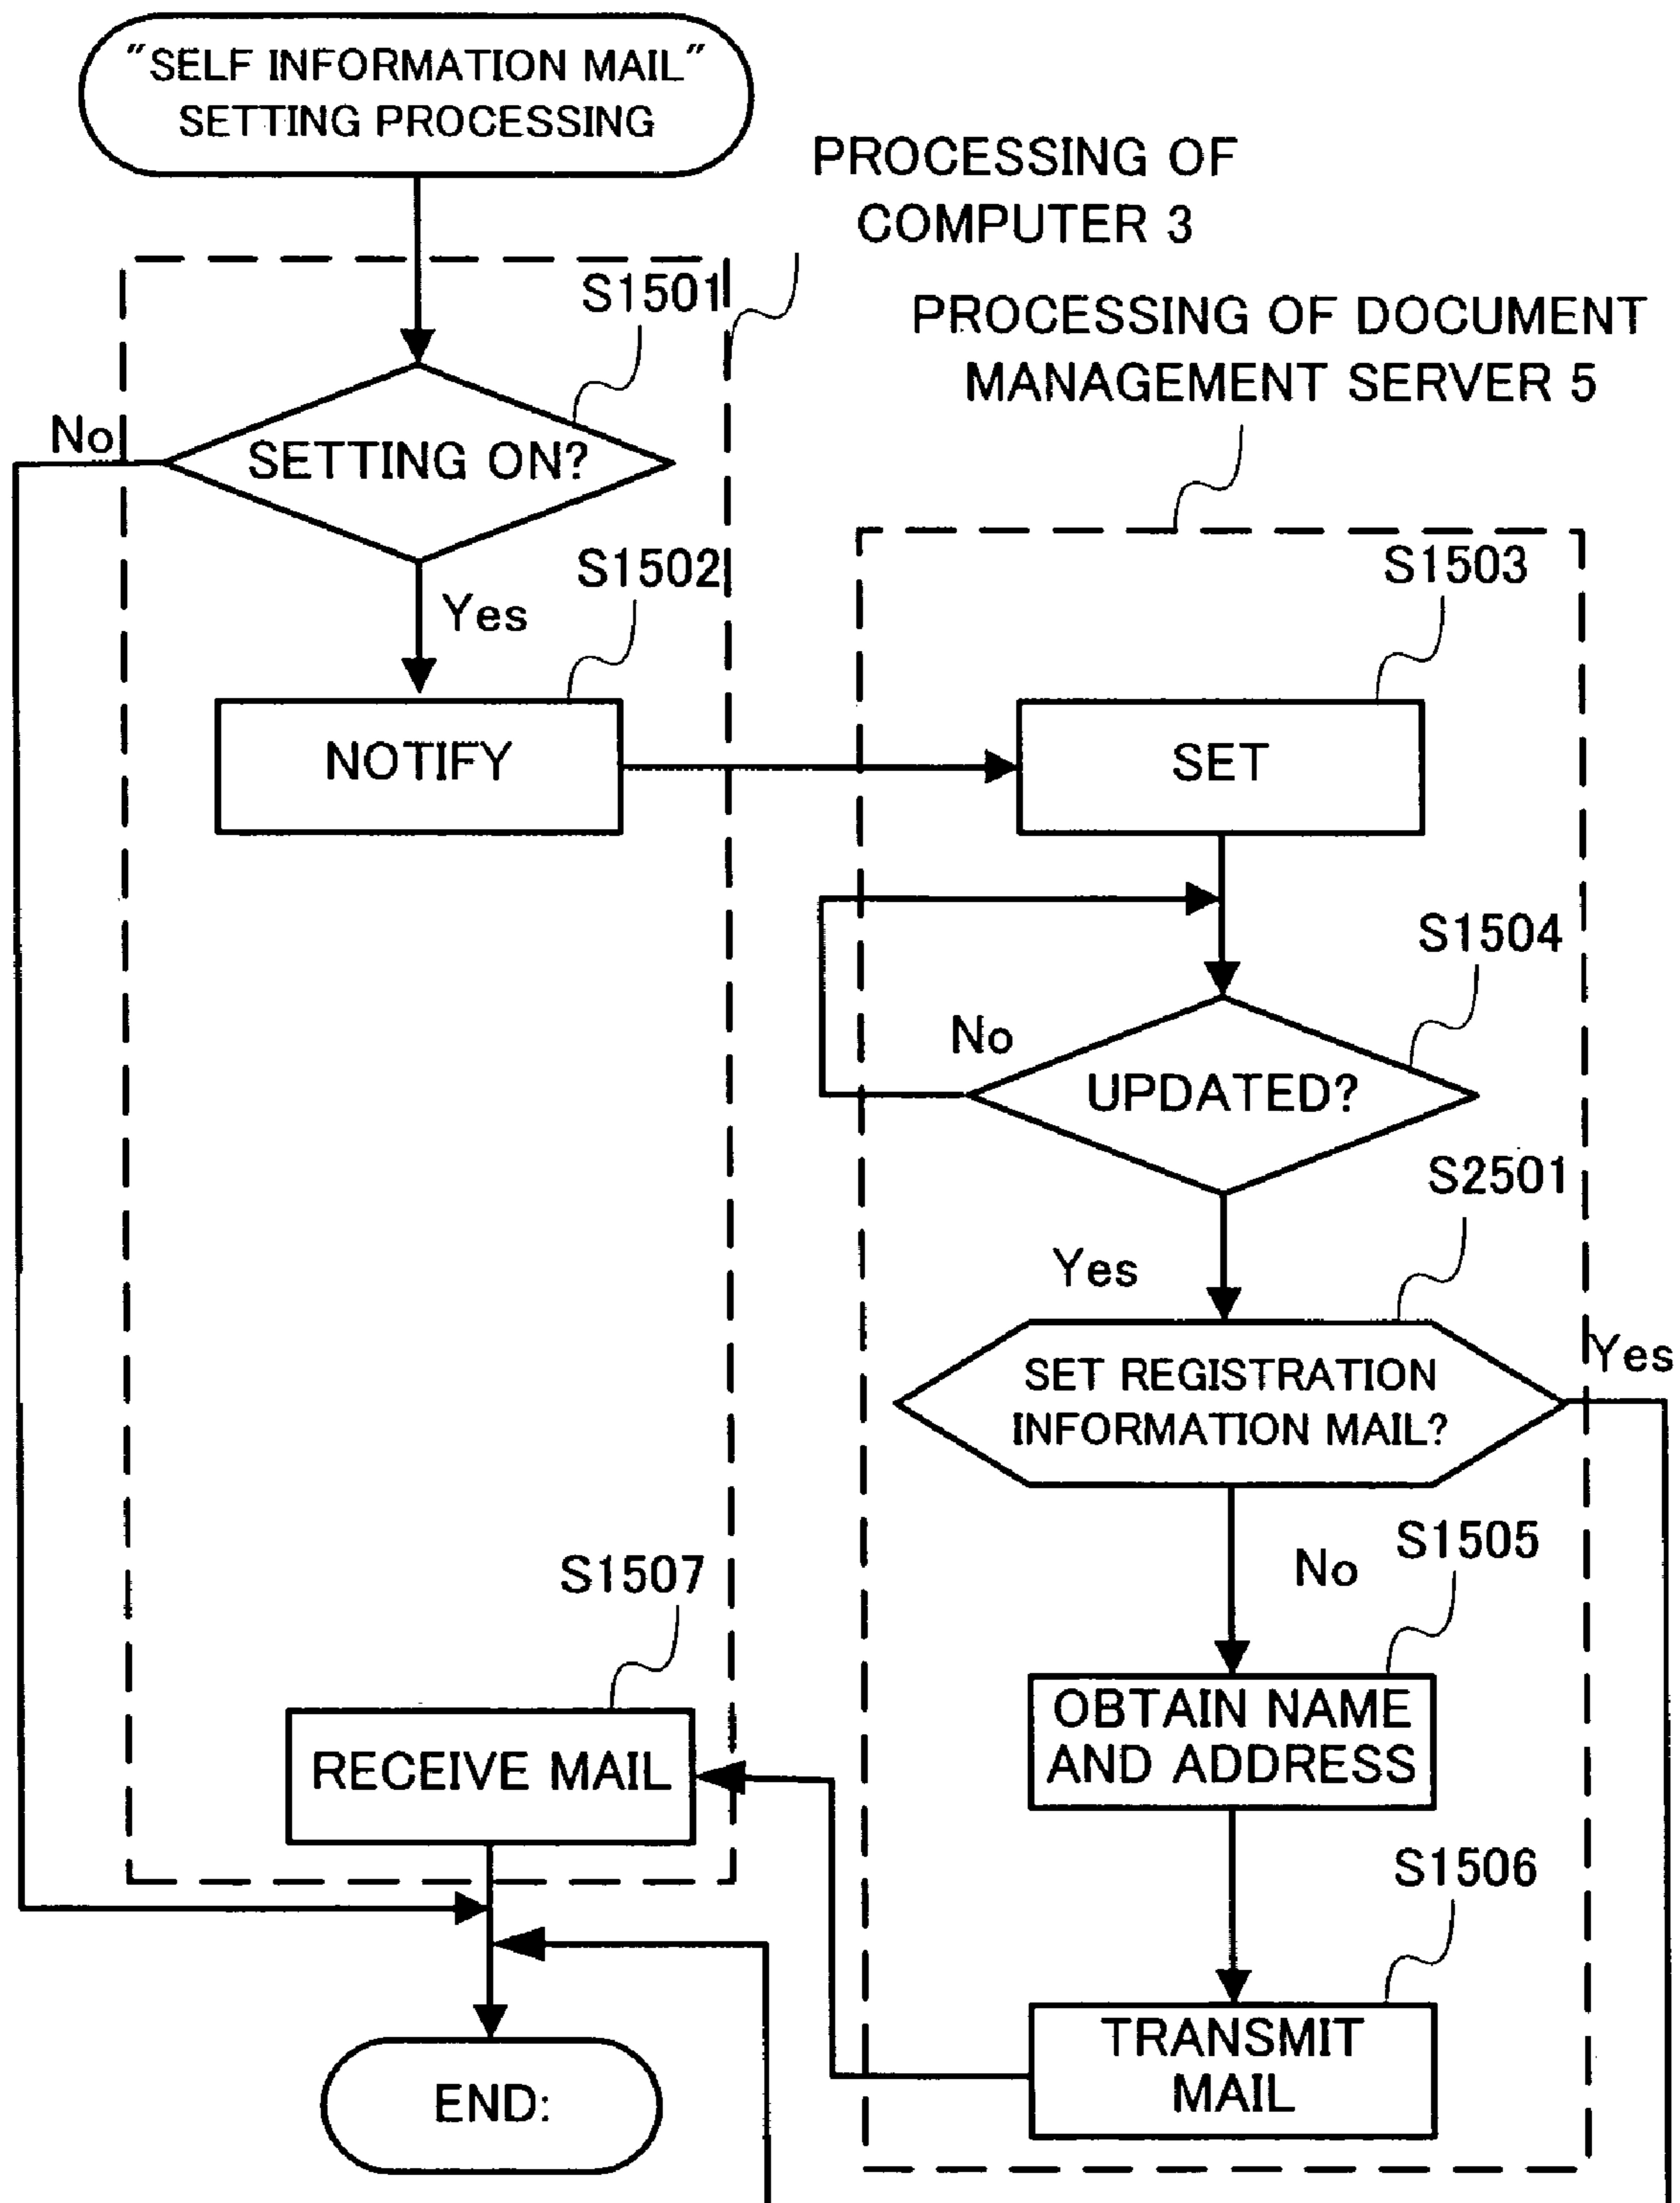 "SELF INFORMATION MAIL"
SETTING PROCESSING
PROCESSING OF
COMPUTER 3
S1501
PROCESSING OF DOCUMENT
MANAGEMENT SERVER 5
No
SETTING ON?
S1502
S1503
Yes
NOTIFY
SET
S1504
No
UPDATED?
S2501
Yes
Yes
SET REGISTRATION
INFORMATION MAIL?
S1505
No
S1507
OBTAIN NAME
AND ADDRESS
RECEIVE MAIL
S1506
TRANSMIT
MAIL
END: